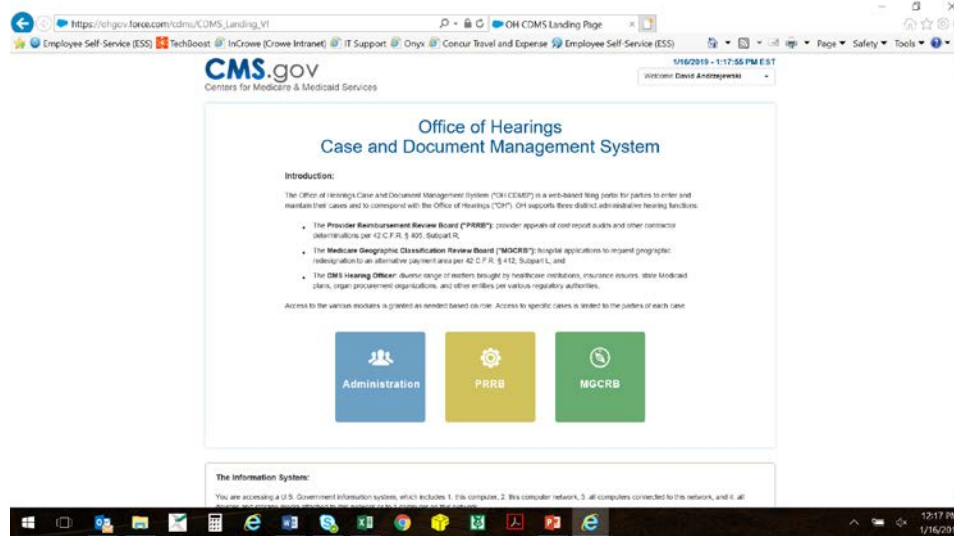 https://ohgov.force.com/cdms/CDMS_Landing_Vf
OH CDMS Landing Page
Employee Self-Service (ESS) TechBoost InCrowe (Crowe Intranet) IT Support Onyx Concur Travel and Expense Employee Self-Service (ESS) Page Safety Tools
CMS.gov
Centers for Medicare & Medicaid Services
1/16/2019 - 1:17:55 PM EST
Welcome David Andrzejewski
Office of Hearings
Case and Document Management System
Introduction:
The Office of Hearings Case and Document Management System ("OH CDMS") is a web-based filing portal for parties to enter and
maintain their cases and to correspond with the Office of Hearings ("OH"). OH supports three distinct administrative hearing functions:
• The Provider Reimbursement Review Board ("PRRB"): provider appeals of cost report audits and other contractor
determinations per 42 C.F.R. § 405, Subpart R,
• The Medicare Geographic Classification Review Board ("MGCRB"): hospital applications to request geographic
redesignation to an alternative payment area per 42 C.F.R. § 412, Subpart L, and
• The CMS Hearing Officer: diverse range of matters brought by healthcare institutions, insurance issuers, state Medicaid
plans, organ procurement organizations, and other entities per various regulatory authorities.
Access to the various modules is granted as needed based on role. Access to specific cases is limited to the parties of each case
Administration
PRRB
MGCRB
The Information System:
You are accessing a U.S. Government information system, which includes 1. this computer, 2. this computer network, 3. all computers connected to this network, and 4. all
12:17 PM
1/16/201